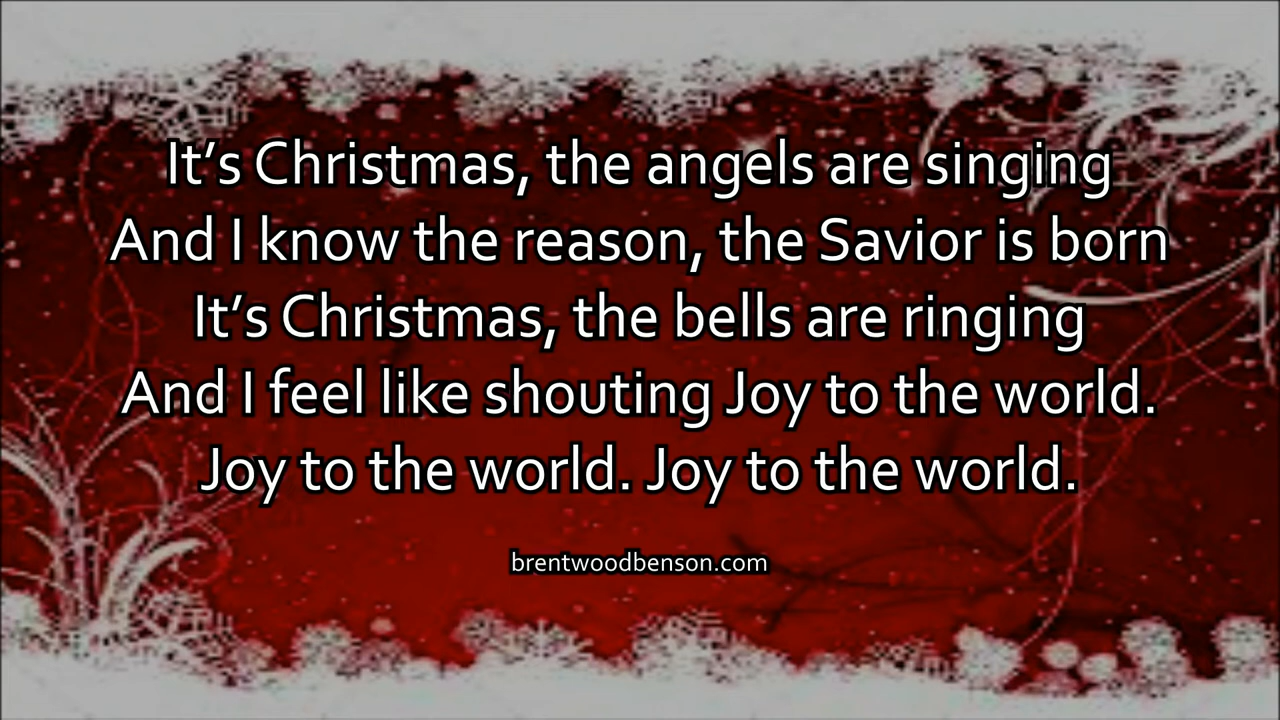 It’s Christmas, the angels are singing
And I know the reason, the Savior is born
It’s Christmas, the bells are ringing
And I feel like shouting Joy to the world.
Joy to the world. Joy to the world.
brentwoodbenson.com